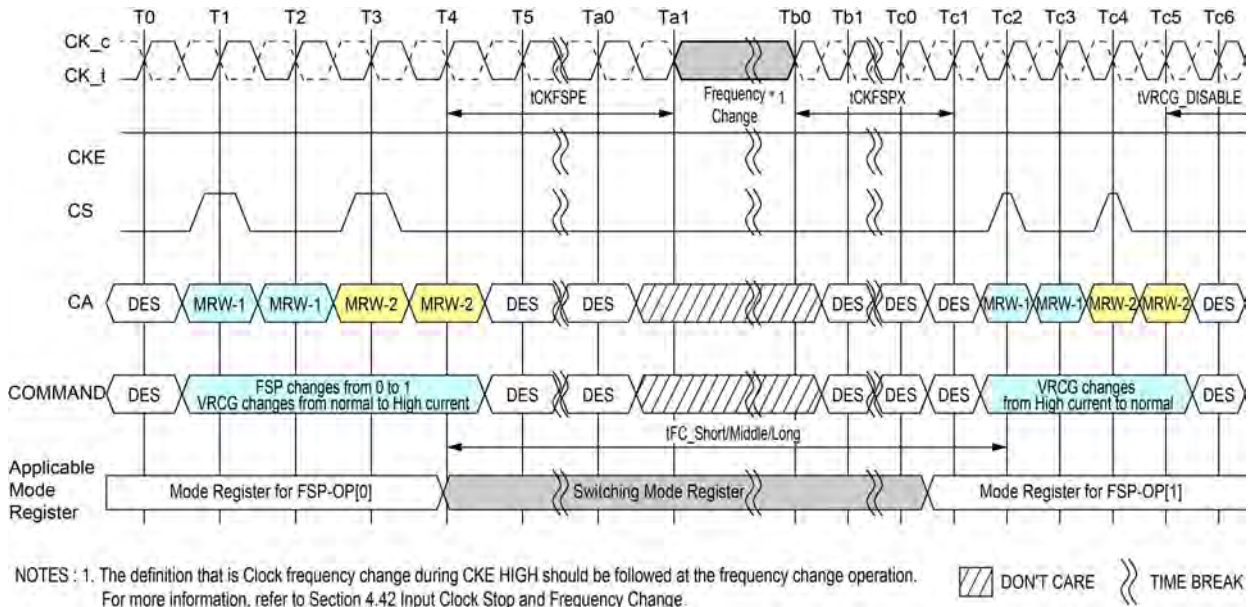 T0 T1 T2 T3 T4 T5 Ta0 Ta1 Tb0 Tb1 Tc0 Tc1 Tc2 Tc3 Tc4 Tc5 Tc6
CK_c
CK_t
tCKFSPE
Frequency * 1
Change
tCKFSPX
tVRCG_DISABLE
CKE
CS
CA DES MRW-1 MRW-1 MRW-2 MRW-2 DES DES DES DES DES MRW-1 MRW-1 MRW-2 MRW-2 DES
COMMAND DES FSP changes from 0 to 1 DES DES DES DES DES VRCG changes DES
VRCG changes from normal to High current from High current to normal
tFC_Short/Middle/Long
Applicable
Mode
Register
Mode Register for FSP-OP[0] Switching Mode Register Mode Register for FSP-OP[1]
NOTES : 1. The definition that is Clock frequency change during CKE HIGH should be followed at the frequency change operation.
For more information, refer to Section 4.42 Input Clock Stop and Frequency Change.
DON'T CARE TIME BREAK